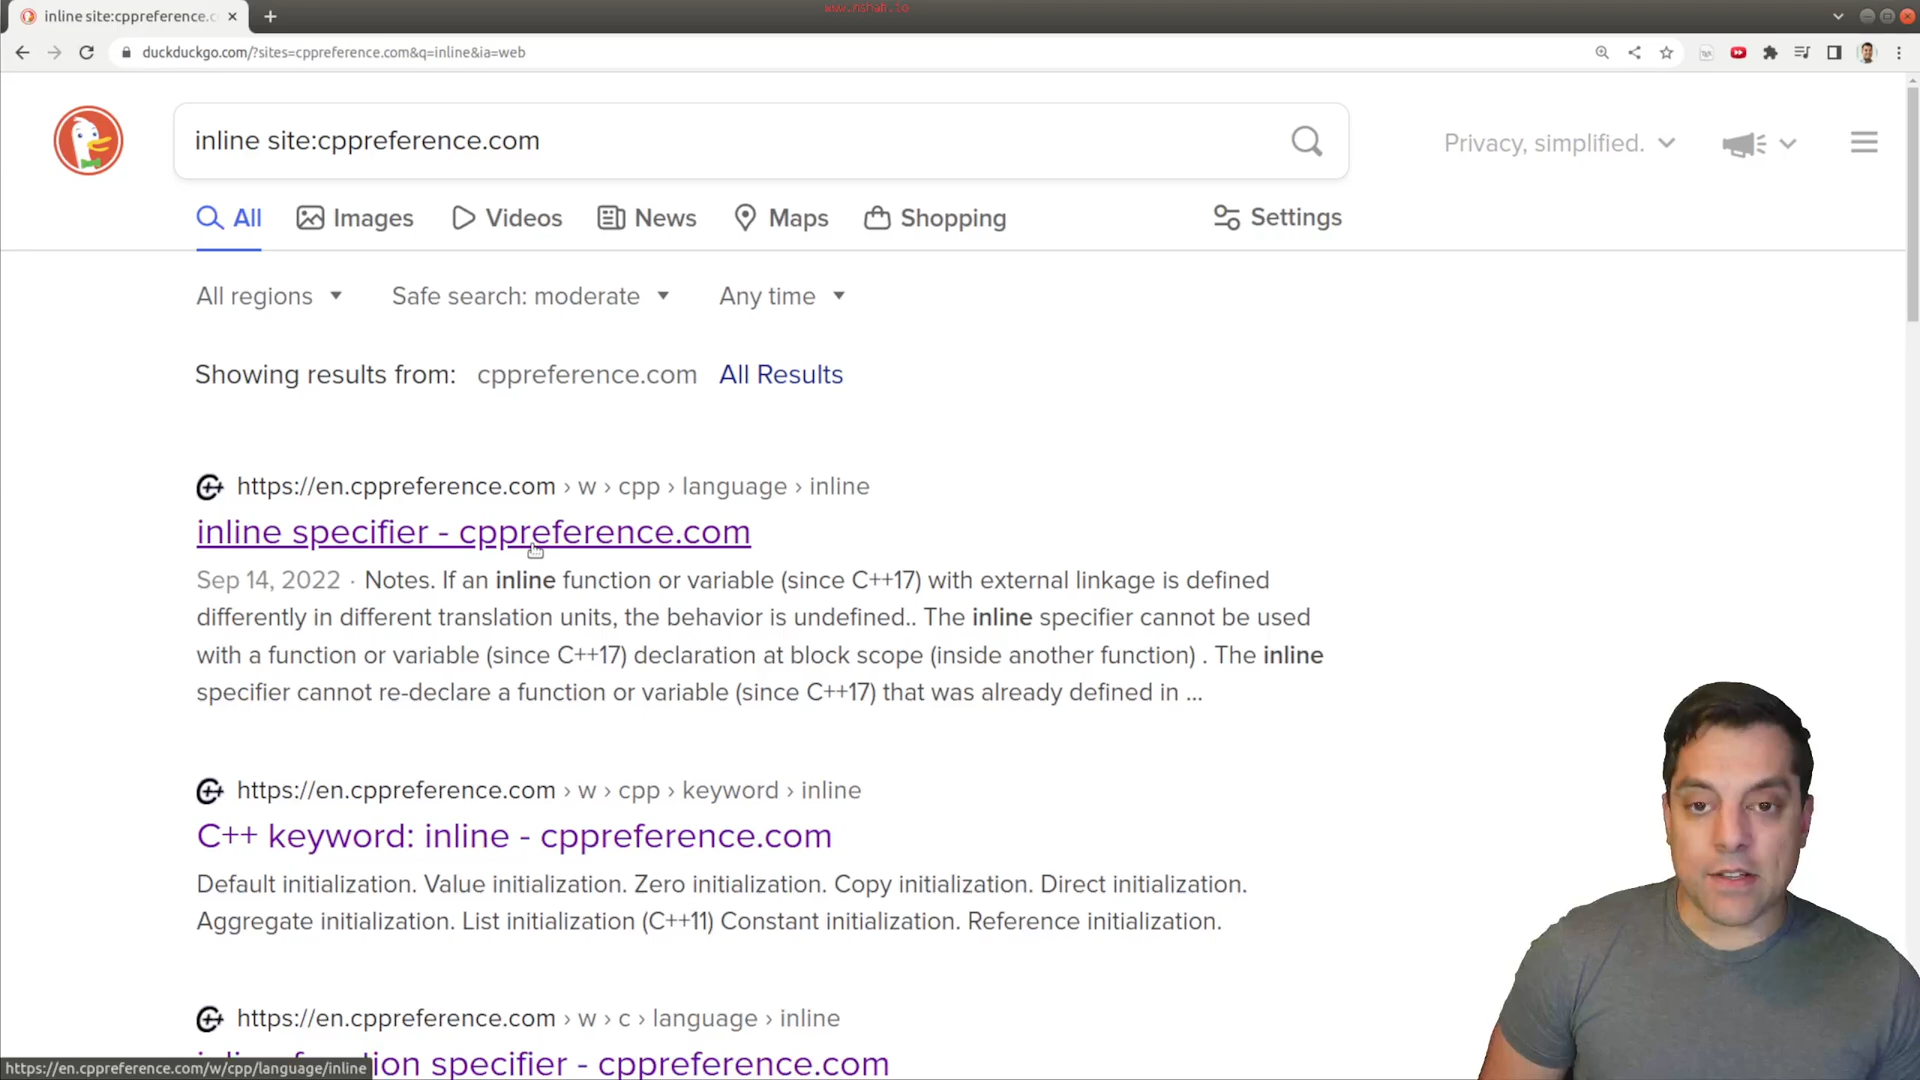 inline site:cppreference.c
www.hshab.io
duckduckgo.com/?sites=cppreference.com&q=inline&ia=web
inline site:cppreference.com
Privacy, simplified.
All
Images
Videos
News
Maps
Shopping
Settings
All regions
Safe search: moderate
Any time
Showing results from: cppreference.com All Results
https://en.cppreference.com › w › cpp › language › inline
inline specifier - cppreference.com
Sep 14, 2022 · Notes. If an inline function or variable (since C++17) with external linkage is defined
differently in different translation units, the behavior is undefined.. The inline specifier cannot be used
with a function or variable (since C++17) declaration at block scope (inside another function) . The inline
specifier cannot re-declare a function or variable (since C++17) that was already defined in ...
https://en.cppreference.com › w › cpp › keyword › inline
C++ keyword: inline - cppreference.com
Default initialization. Value initialization. Zero initialization. Copy initialization. Direct initialization.
Aggregate initialization. List initialization (C++11) Constant initialization. Reference initialization.
https://en.cppreference.com › w › c › language › inline
inline function specifier - cppreference.com
https://en.cppreference.com/w/cpp/language/inline